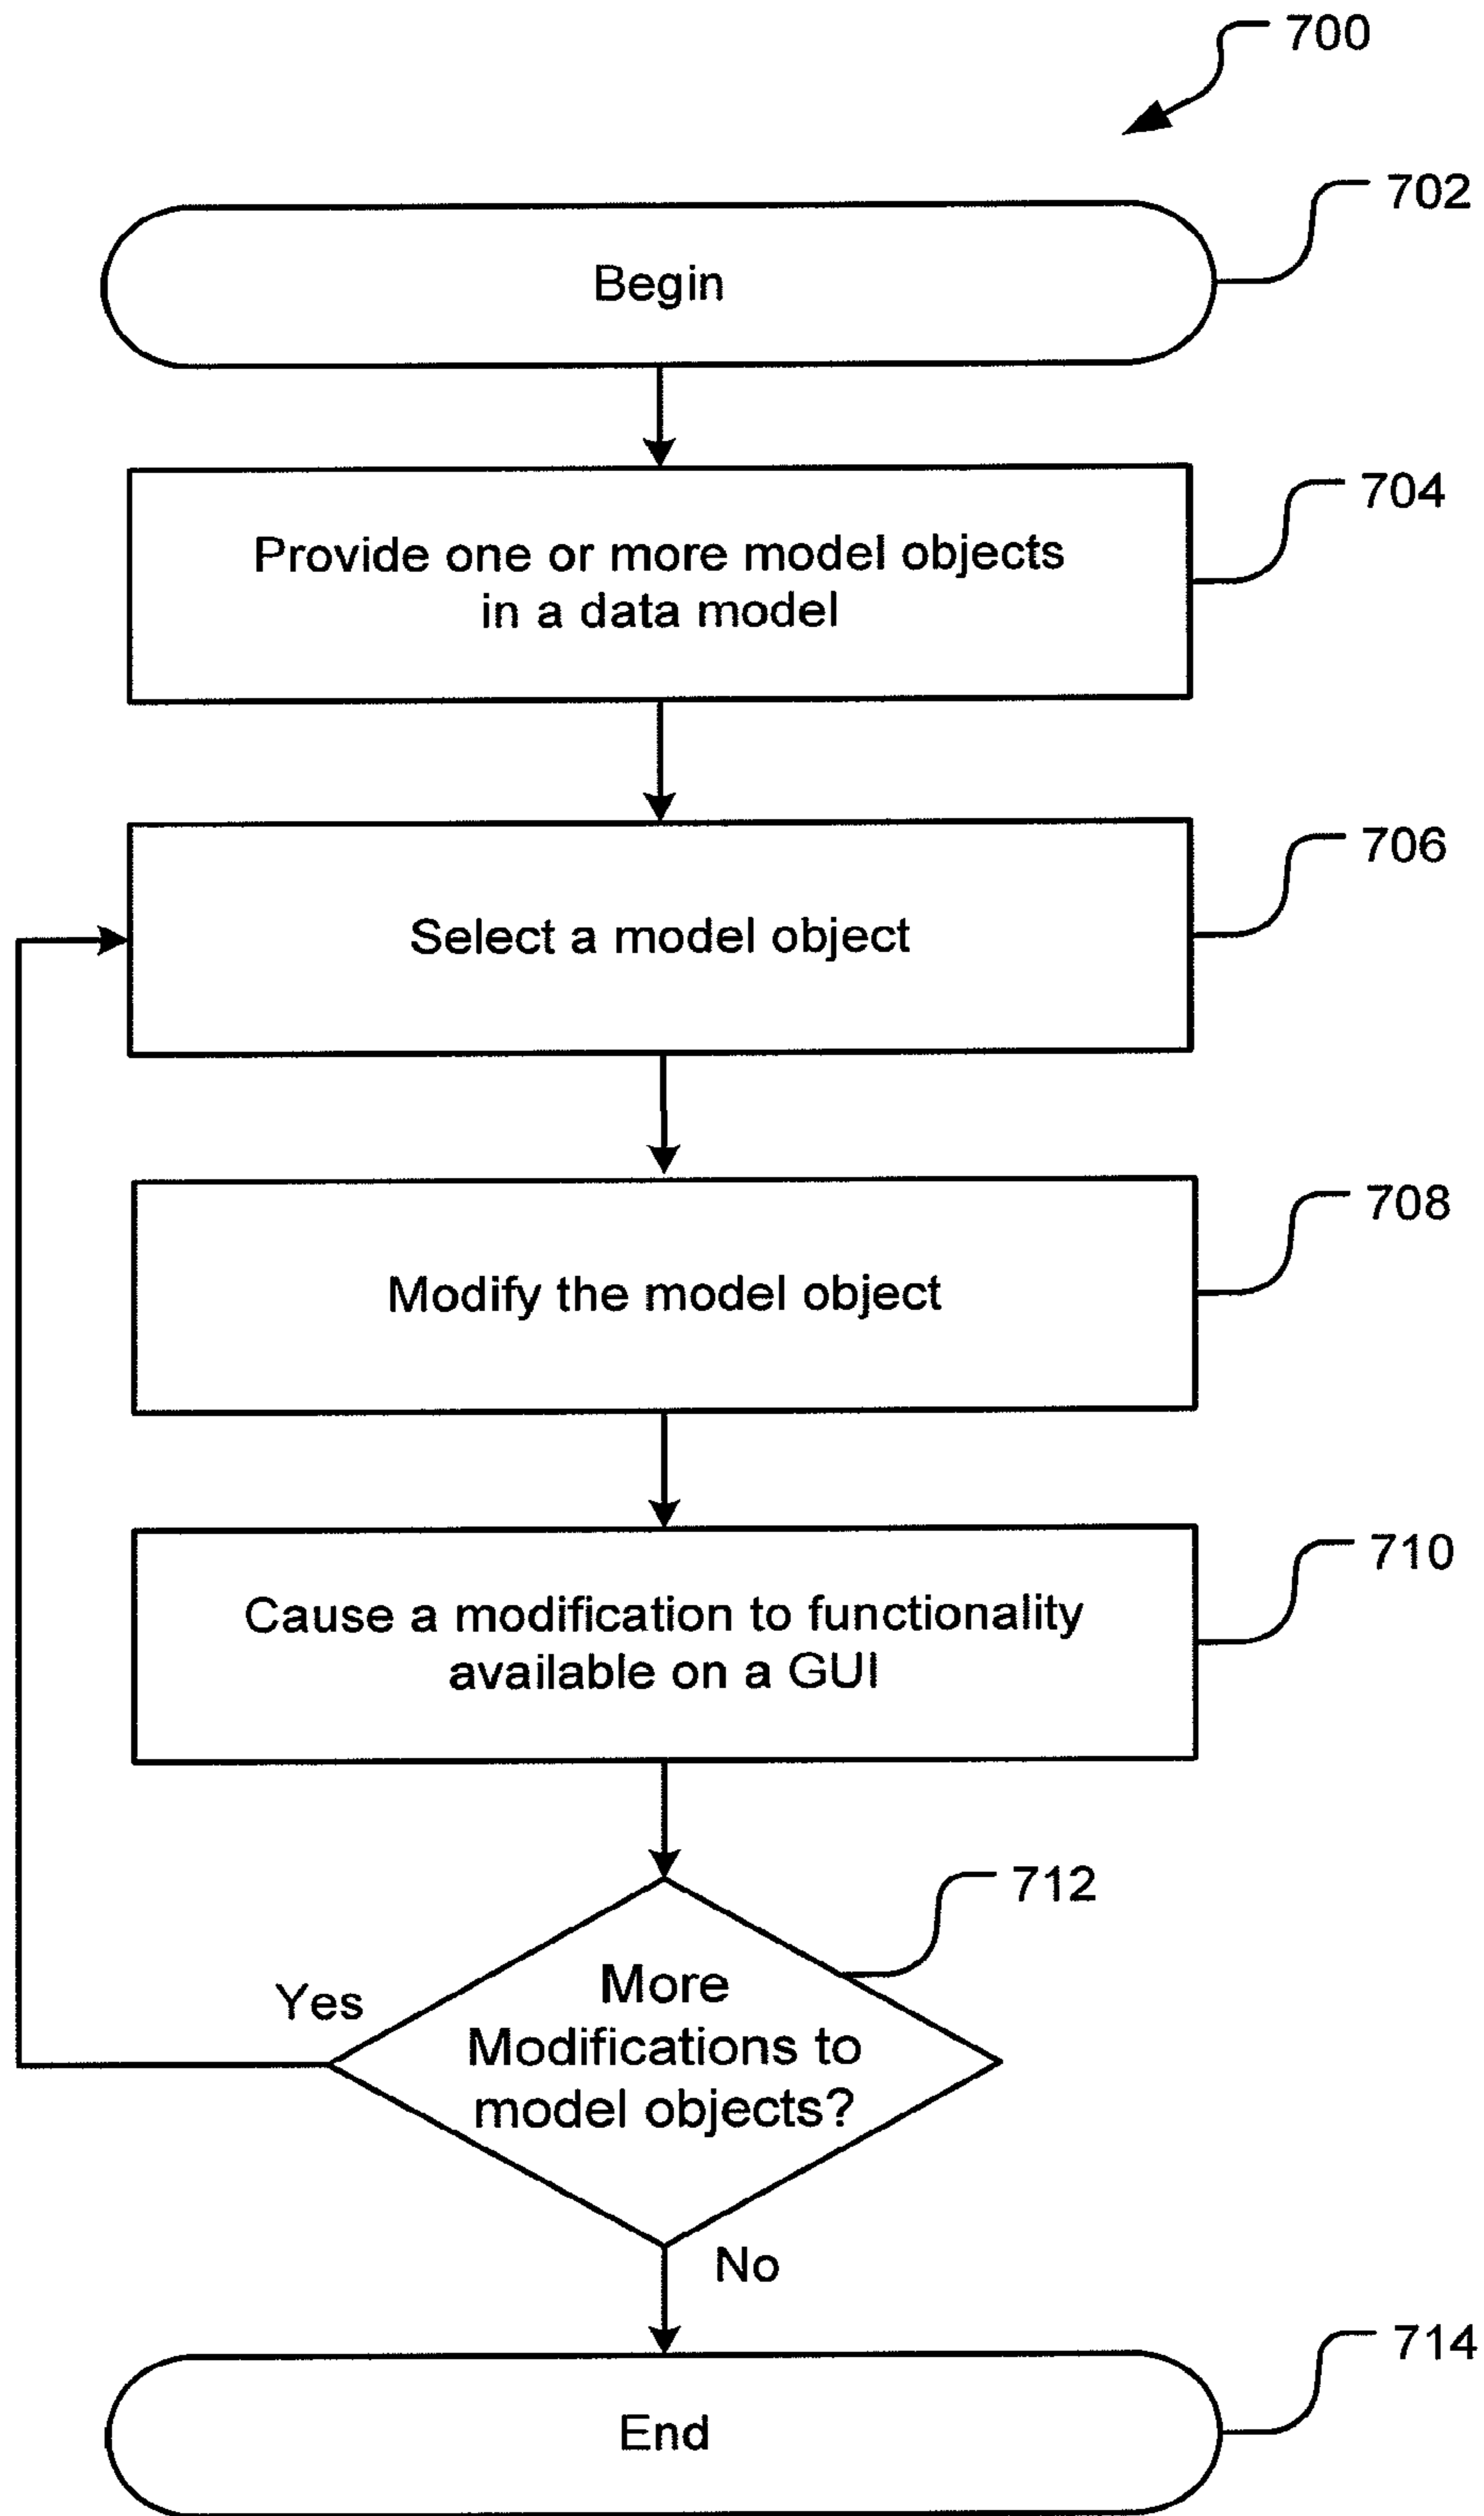 700
702
Begin
704
Provide one or more model objects
in a data model
706
Select a model object
708
Modify the model object
710
Cause a modification to functionality
available on a GUI
712
More
Modifications to
model objects?
Yes
No
714
End